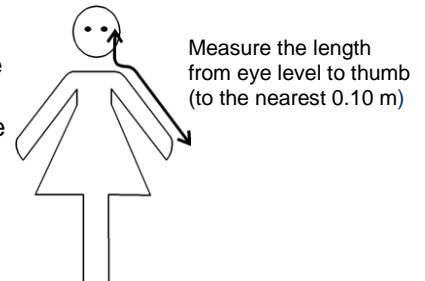 Measure the length
from eye level to thumb
(to the nearest 0.10 m)